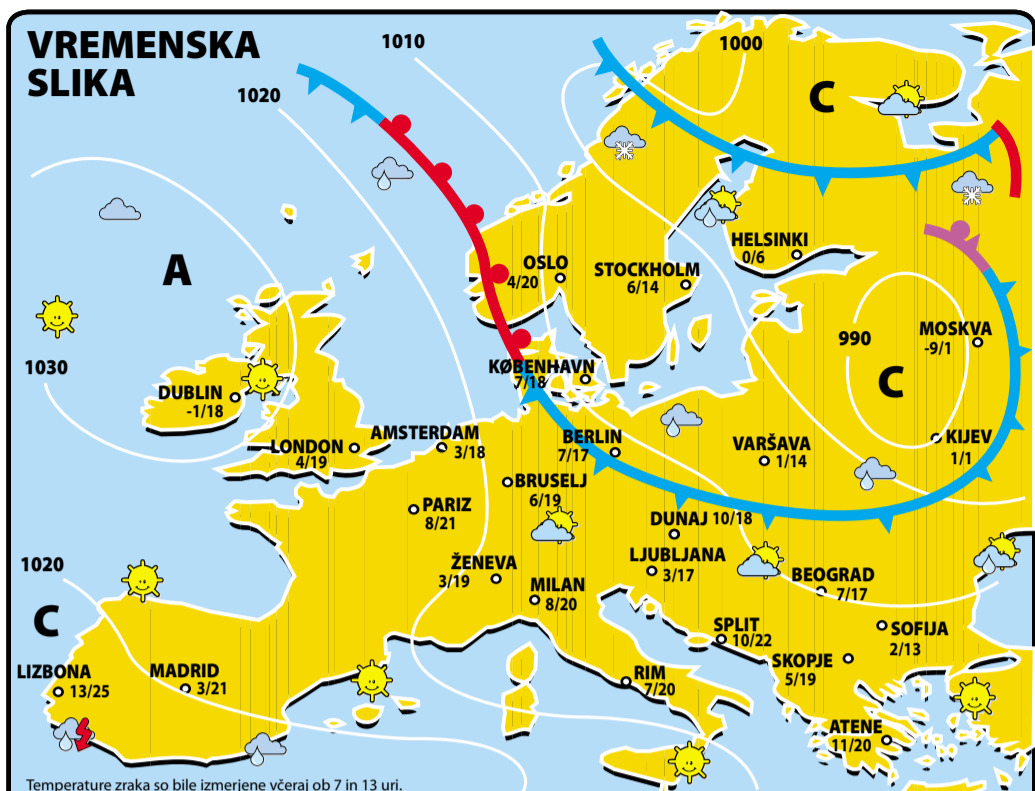 VREMENSKA
SLIKA
1010
1000
1020
C
A
HELSINKI
0/6
OSLO
4/20
STOCKHOLM
6/14
990
MOSKVA
-9/1
1030
KØBENHAVN
7/18
C
DUBLIN
-1/18
LONDON
4/19
AMSTERDAM
3/18
BERLIN
7/17
VARŠAVA
1/14
KIJEV
1/1
BRUSELJ
6/19
PARIZ
8/21
DUNAJ 10/18
ŽENEVA
3/19
LJUBLJANA
3/17
1020
MILAN
8/20
BEOGRAD
7/17
C
SPLIT
10/22
SOFIJA
2/13
LIZBONA
13/25
MADRID
3/21
RIM
7/20
SKOPJE
5/19
ATENE
11/20
Temperature zraka so bile izmerjene včeraj ob 7 in 13 uri.